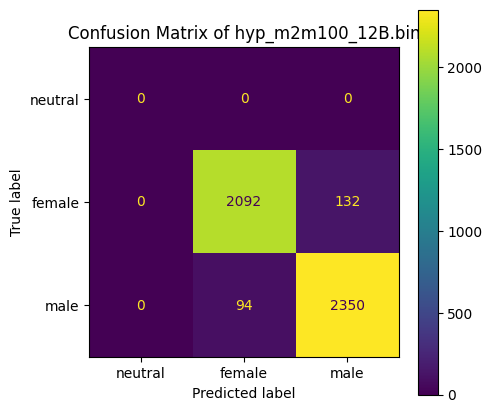 Confusion Matrix of hyp_m2m100_12B.bin
neutral 0 0 0
female 0 2092 132
male 0 94 2350
neutral female male
Predicted label
True label
2000
1500
1000
500
0